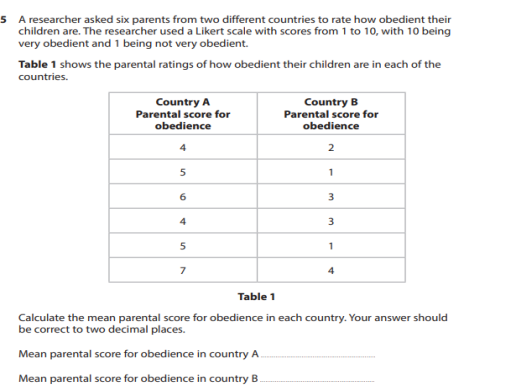 5 A researcher asked six parents from two different countries to rate how obedient their
children are. The researcher used a Likert scale with scores from 1 to 10, with 10 being
very obedient and 1 being not very obedient.
Table 1 shows the parental ratings of how obedient their children are in each of the
countries.
Country A Country B
Parental score for Parental score for
obedience obedience
4 2
5 1
6 3
4 3
5 1
7 4
Table 1
Calculate the mean parental score for obedience in each country. Your answer should
be correct to two decimal places.
Mean parental score for obedience in country A
Mean parental score for obedience in country B